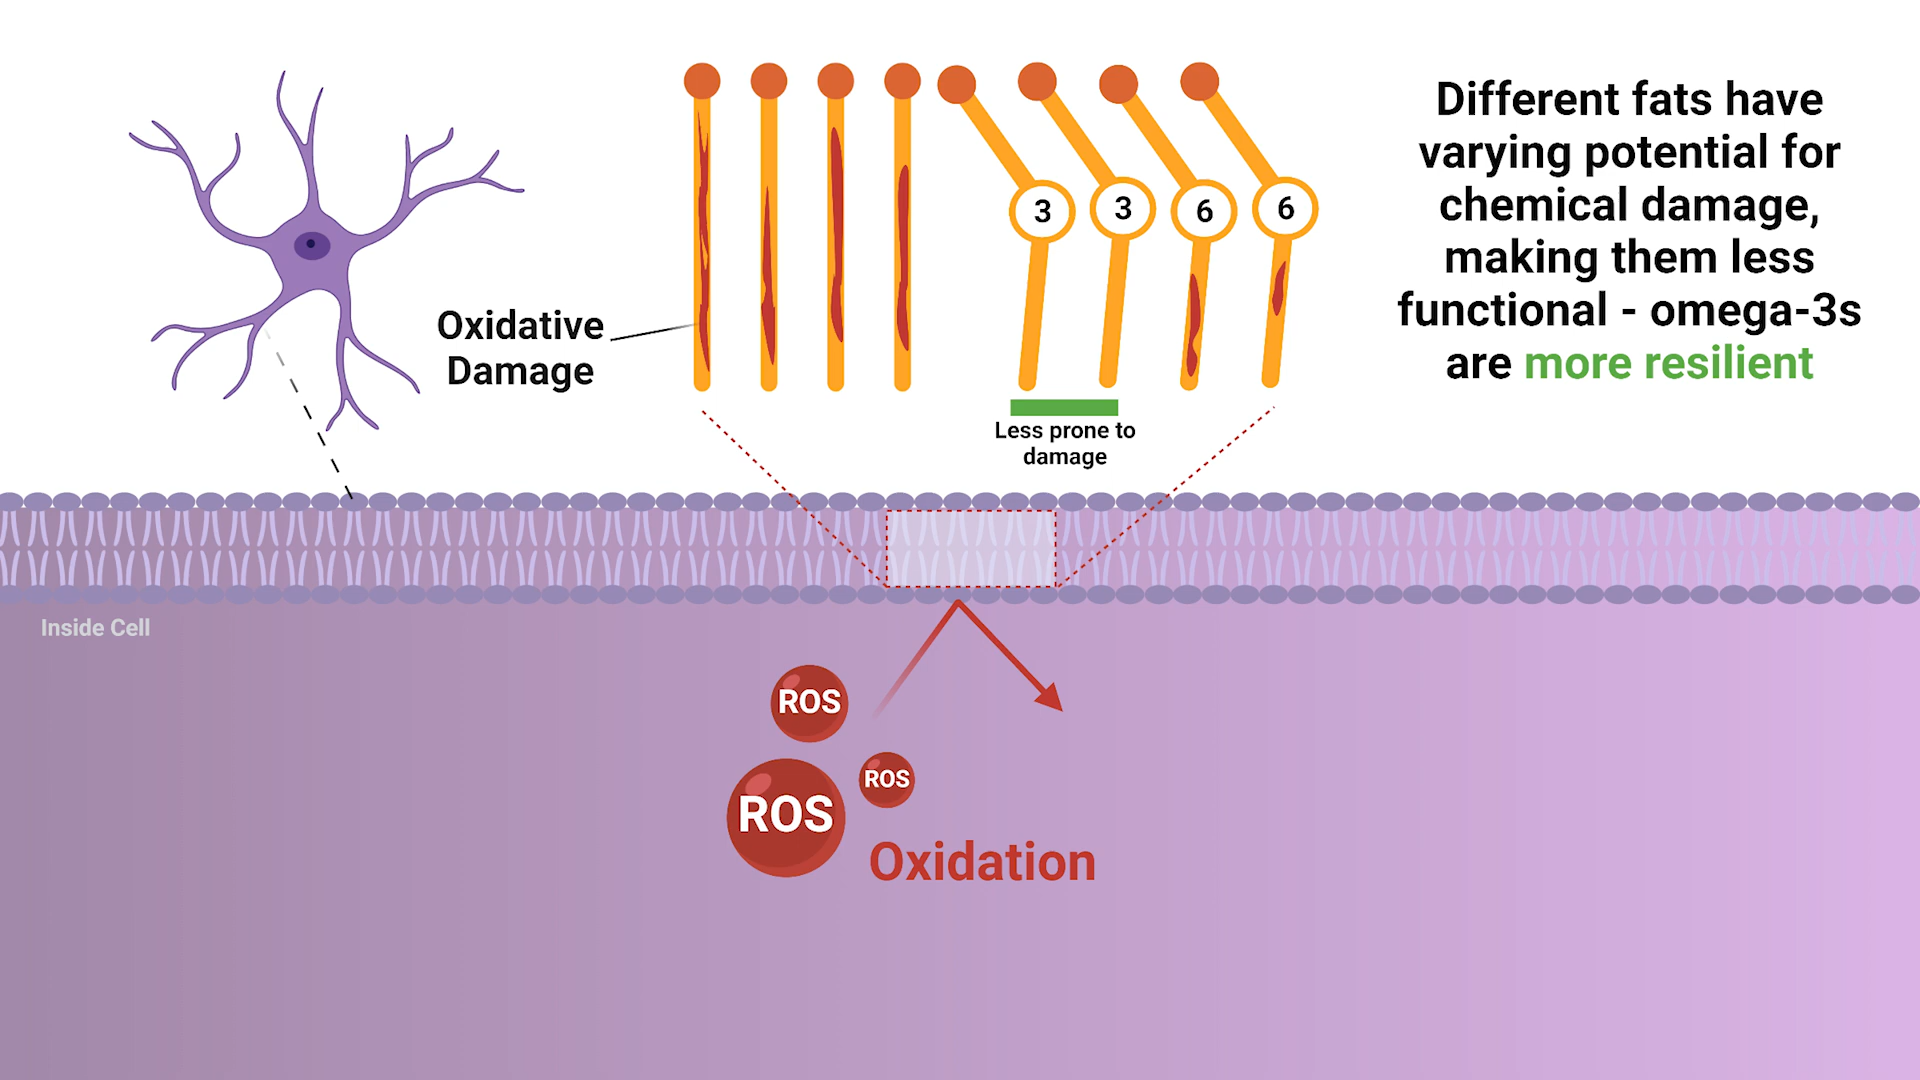 Different fats have
varying potential for
chemical damage,
making them less
functional - omega-3s
are more resilient
3
3
6
6
Oxidative
Damage
Less prone to
damage
Inside Cell
ROS
ROS
ROS
Oxidation